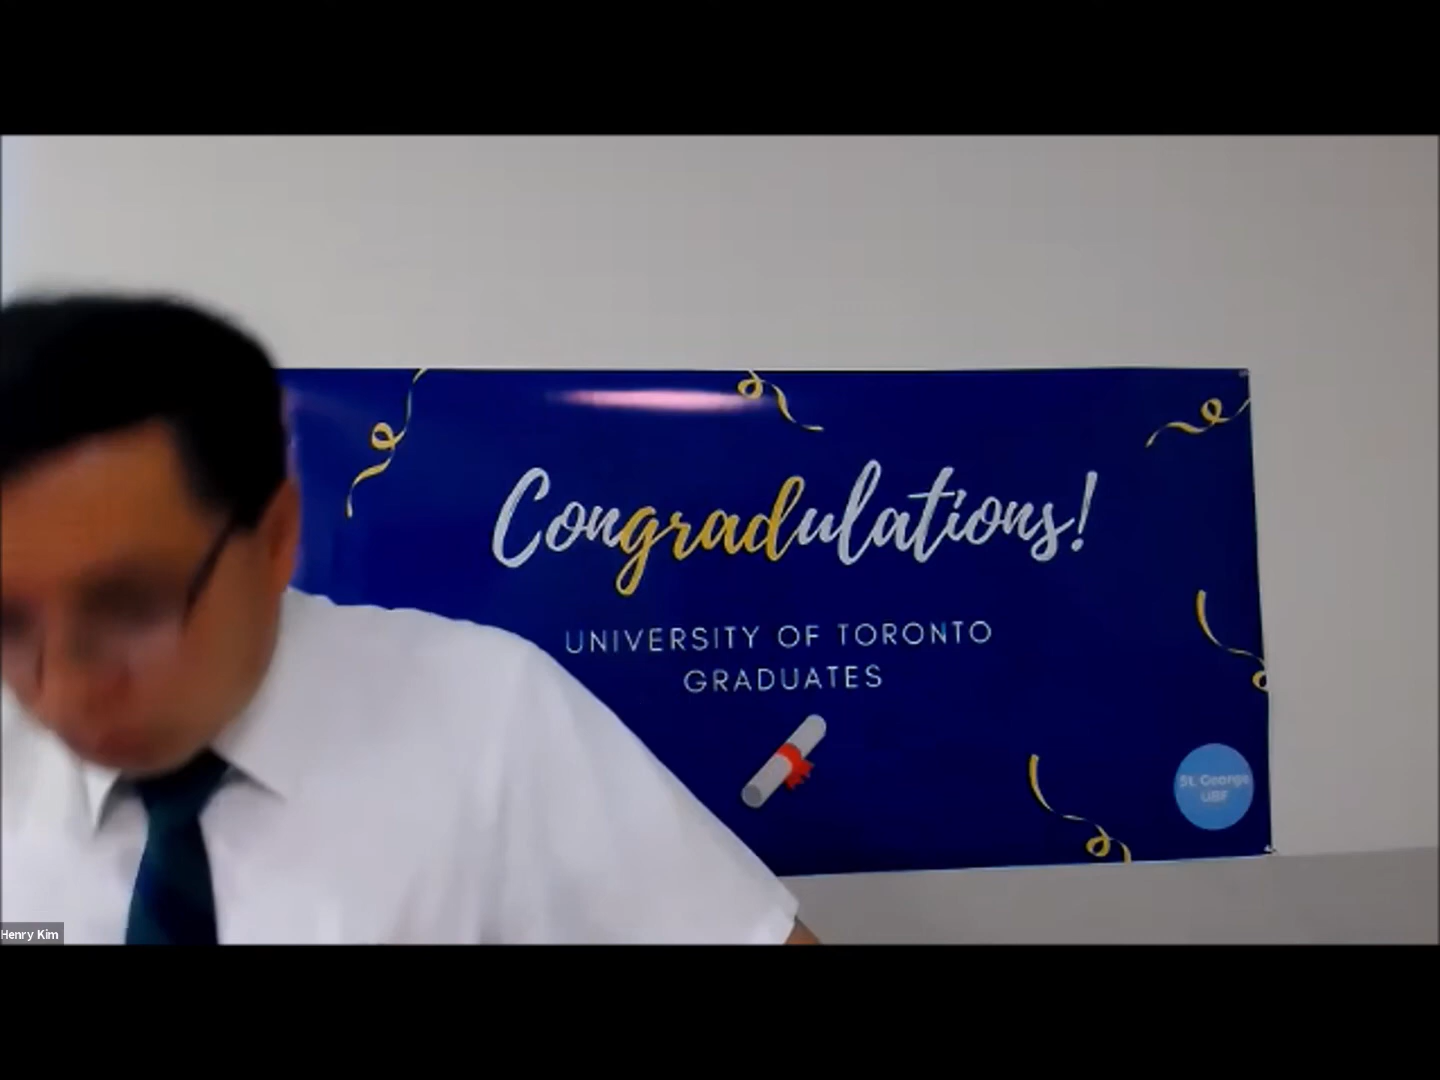 Congradulations!
UNIVERSITY OF TORONTO
GRADUATES
St. George
UBF
Henry Kim